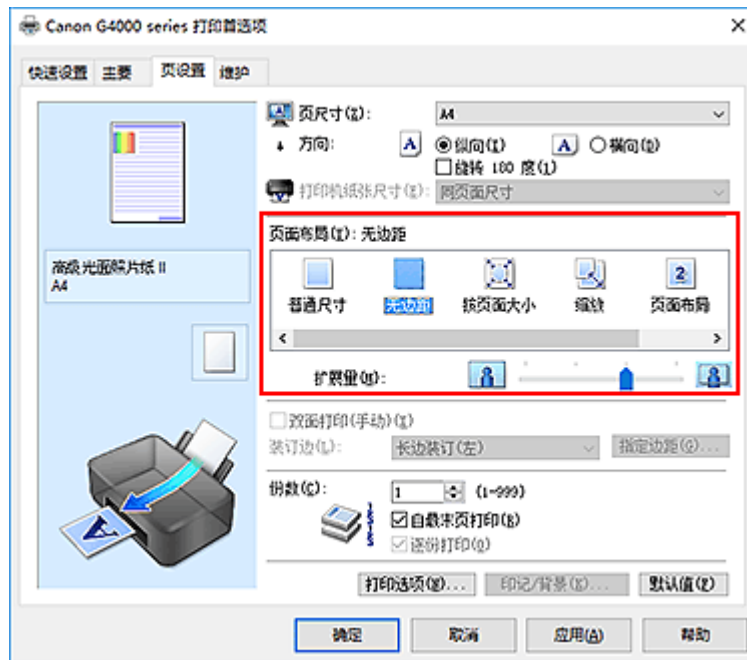 Canon G4000 series 打印首选项
快速设置 主要 页设置 维护
页尺寸(Z): A4
方向: A 纵向(T) A 横向(D)
旋转 180 度(1)
打印机纸张尺寸(E): 同页面尺寸
页面布局(Y): 无边距
普通尺寸 无边距 按页面大小 缩放 2 页面布局
扩展量(N):
高级光面照片纸 II
A4
双面打印(手动)(X)
装订边(L): 长边装订(左) 指定边距(G)...
份数(C): 1 (1-999)
自最末页打印(B)
逐份打印(O)
打印选项(W)... 印记/背景(K)... 默认值(F)
确定 取消 应用(A) 帮助